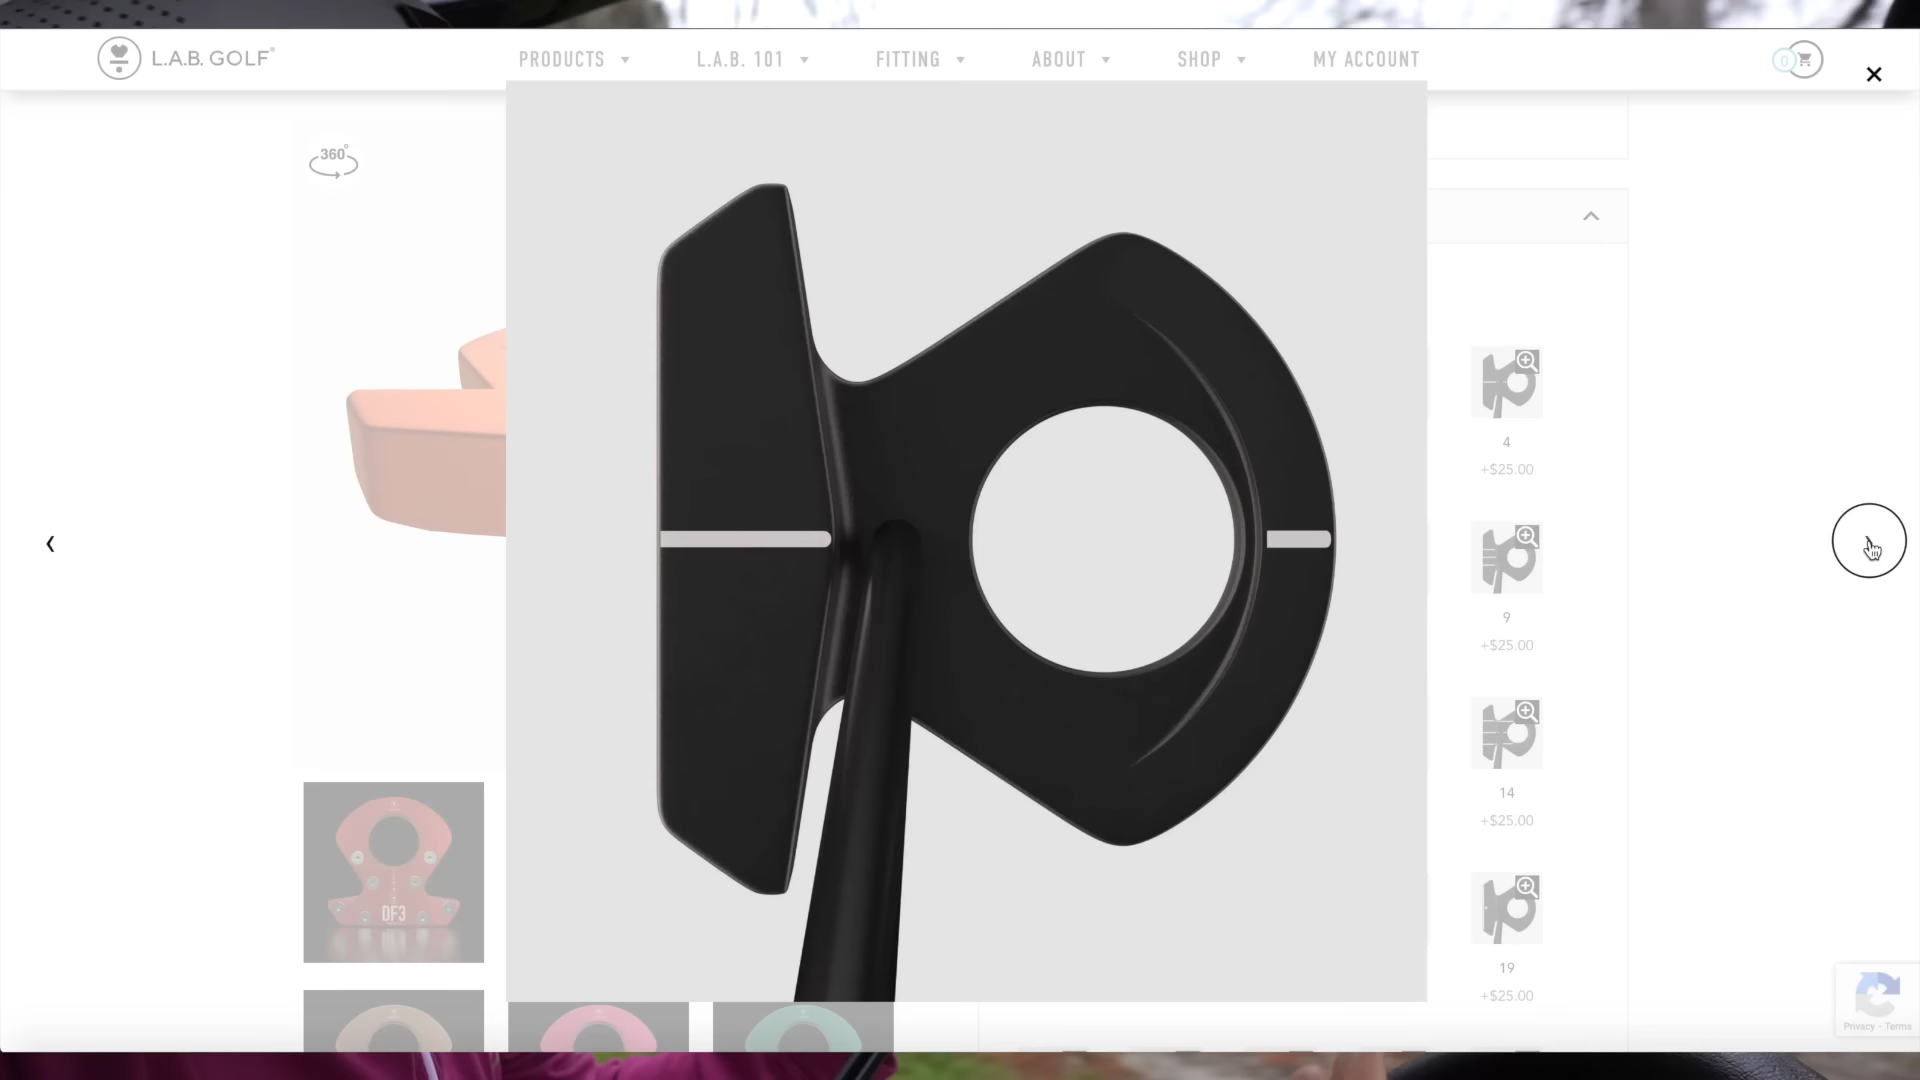 L.A.B. GOLF®
PRODUCTS
L.A.B. 101
FITTING
ABOUT
SHOP
MY ACCOUNT
0
360°
4
+$25.00
9
+$25.00
14
+$25.00
19
+$25.00
DF3
Privacy - Terms